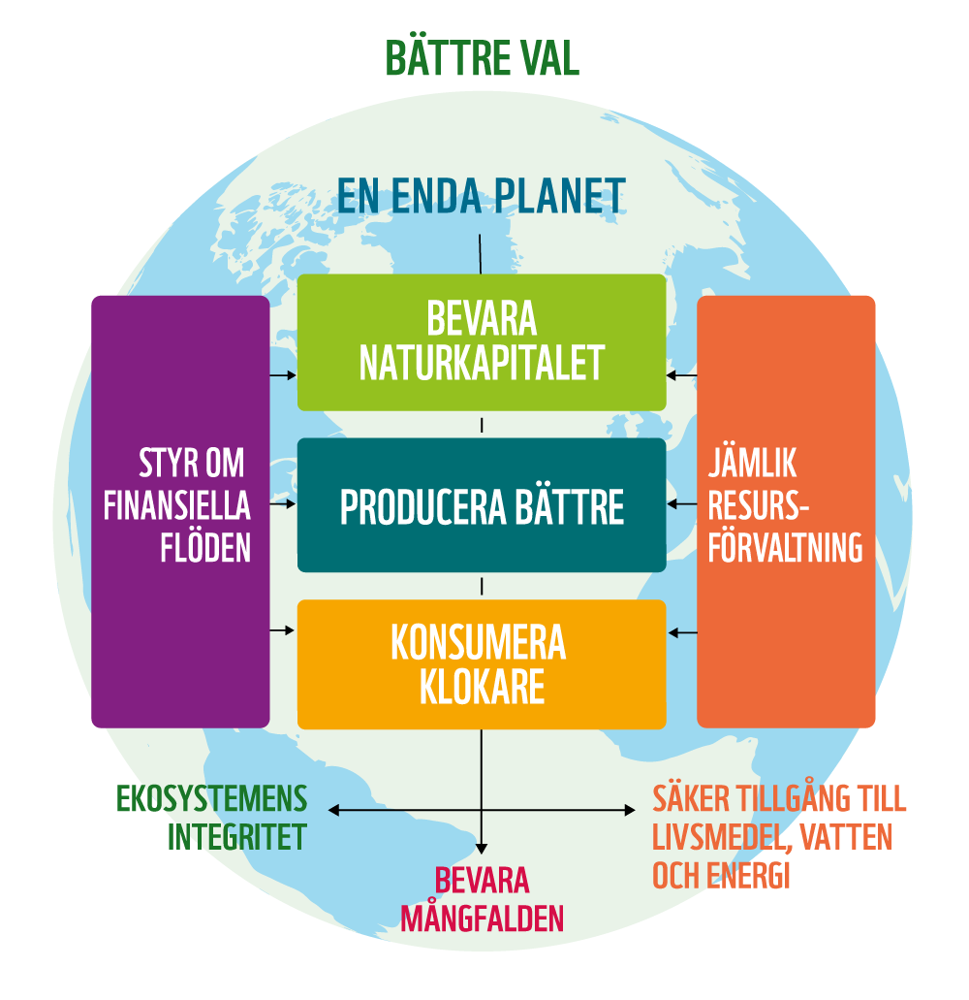 BÄTTRE VAL
EN ENDA PLANET
BEVARA
NATURKAPITALET
STYR OM
FINANSIELLA
FLÖDEN
PRODUCERA BÄTTRE
JÄMLIK
RESURS-
FÖRVALTNING
KONSUMERA
KLOKARE
EKOSYSTEMENS
INTEGRITET
SÄKER TILLGÅNG TILL
LIVSMEDEL, VATTEN
OCH ENERGI
BEVARA
MÅNGFALDEN